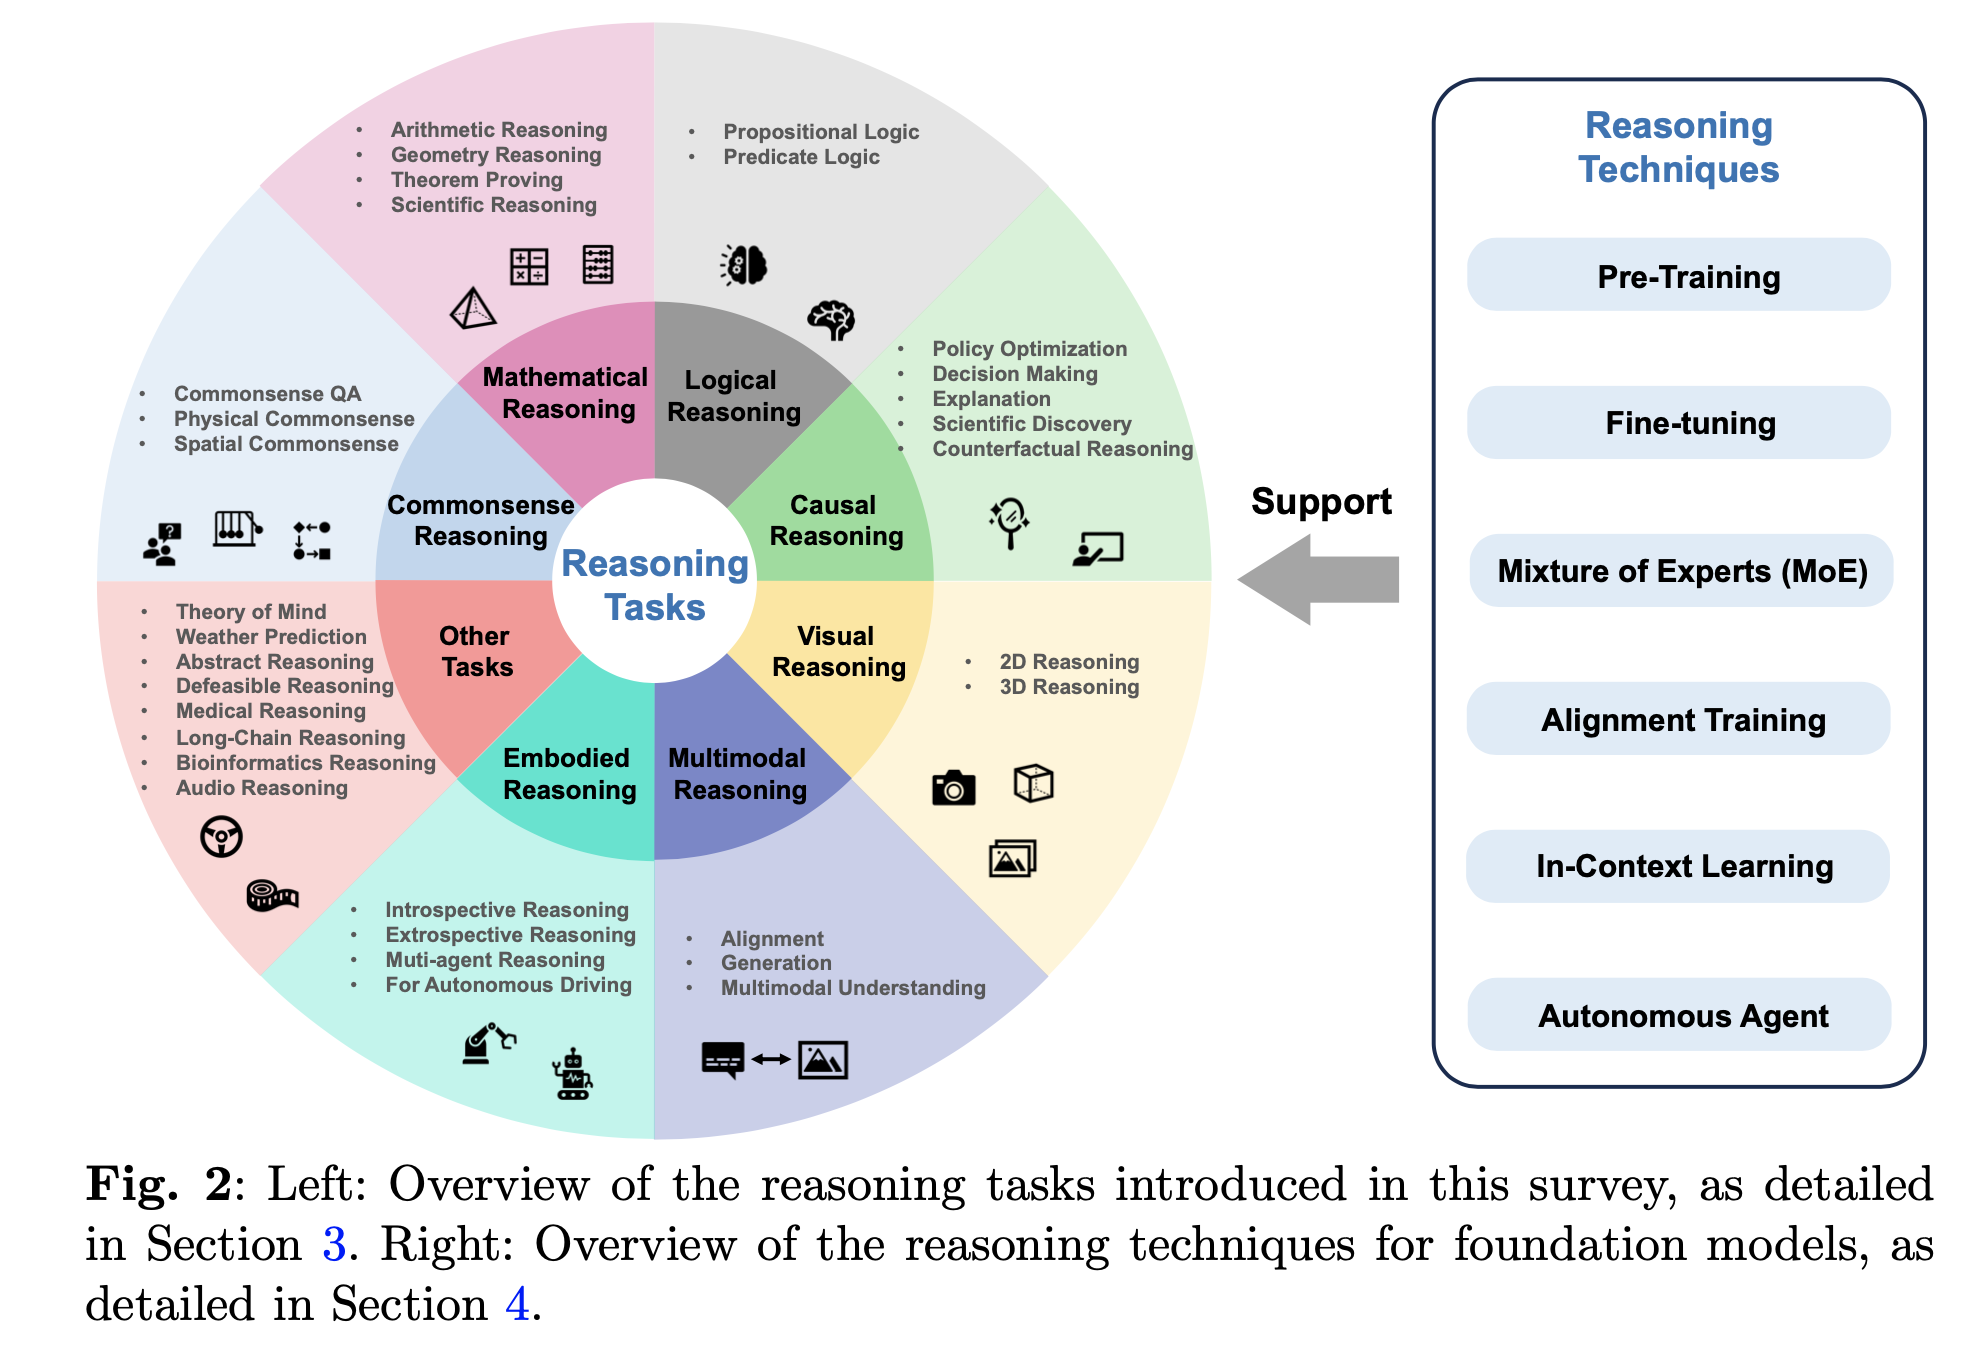 • Arithmetic Reasoning
• Geometry Reasoning
• Theorem Proving
• Scientific Reasoning
Mathematical
Reasoning
• Propositional Logic
• Predicate Logic
Logical
Reasoning
• Policy Optimization
• Decision Making
• Explanation
• Scientific Discovery
• Counterfactual Reasoning
Causal
Reasoning
• 2D Reasoning
• 3D Reasoning
Visual
Reasoning
• Alignment
• Generation
• Multimodal Understanding
Multimodal
Reasoning
• Introspective Reasoning
• Extrospective Reasoning
• Muti-agent Reasoning
• For Autonomous Driving
Embodied
Reasoning
• Theory of Mind
• Weather Prediction
• Abstract Reasoning
• Defeasible Reasoning
• Medical Reasoning
• Long-Chain Reasoning
• Bioinformatics Reasoning
• Audio Reasoning
Other
Tasks
• Commonsense QA
• Physical Commonsense
• Spatial Commonsense
Commonsense
Reasoning
Reasoning
Tasks
Support
Reasoning
Techniques
Pre-Training
Fine-tuning
Mixture of Experts (MoE)
Alignment Training
In-Context Learning
Autonomous Agent
Fig. 2: Left: Overview of the reasoning tasks introduced in this survey, as detailed
in Section 3. Right: Overview of the reasoning techniques for foundation models, as
detailed in Section 4.